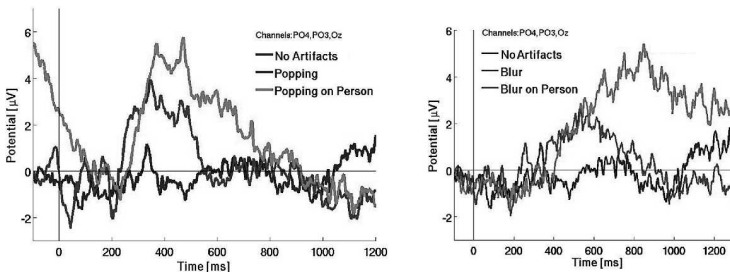 Channels:PO4,PO3,Oz
No Artifacts
Popping
Popping on Person
Potential [µV]
6
4
2
0
-2
0 200 400 600 800 1000 1200
Time [ms]
Channels:PO4,PO3,Oz
No Artifacts
Blur
Blur on Person
Potential [µV]
6
4
2
0
-2
0 200 400 600 800 1000 1200
Time [ms]